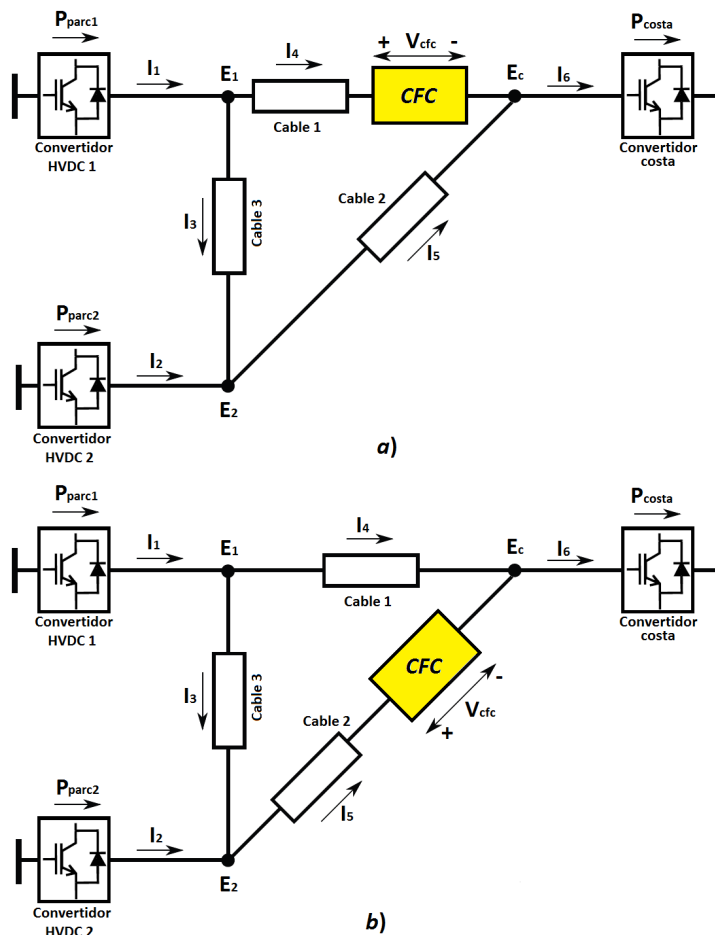 Pparc1
I1
E1
I4
+ Vcfc -
CFC
Ec
I6
Pcosta
Cable 1
Convertidor
HVDC 1
Convertidor
costa
I3
Cable 3
Cable 2
I5
Pparc2
I2
E2
Convertidor
HVDC 2
a)
Pparc1
I1
E1
I4
Ec
I6
Pcosta
Cable 1
Convertidor
HVDC 1
Convertidor
costa
I3
Cable 3
CFC
- Vcfc +
Cable 2
I5
Pparc2
I2
E2
Convertidor
HVDC 2
b)